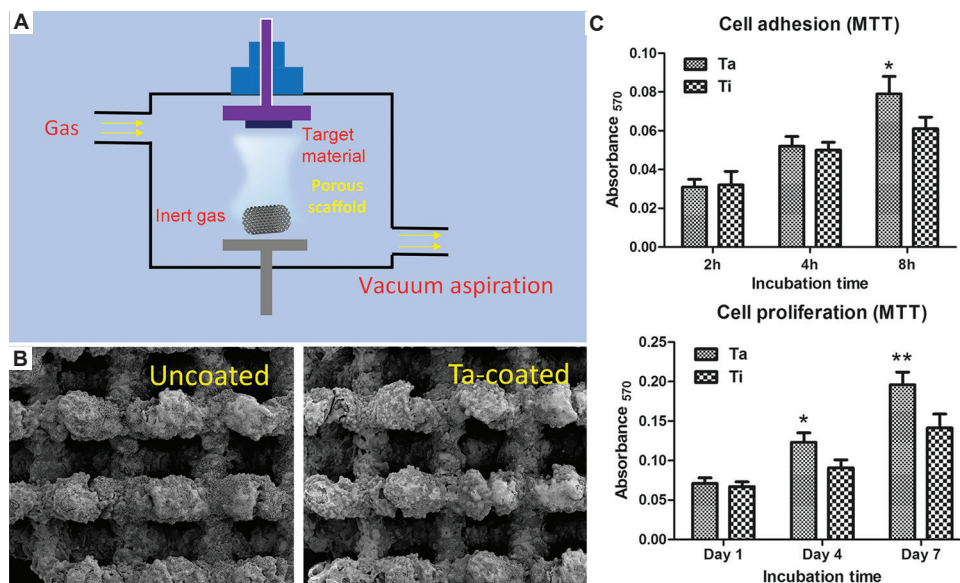 A
Gas
Target
material
Porous
scaffold
Inert gas
Vacuum aspiration
B
Uncoated
Ta-coated
C
Cell adhesion (MTT)
Absorbance 570
0.10
0.08
0.06
0.04
0.02
0.00
Ta
Ti
*
2h
4h
8h
Incubation time
Cell proliferation (MTT)
Absorbance 570
0.20
0.15
0.10
0.05
0.00
Ta
Ti
*
**
Day 1
Day 4
Day 7
Incubation time